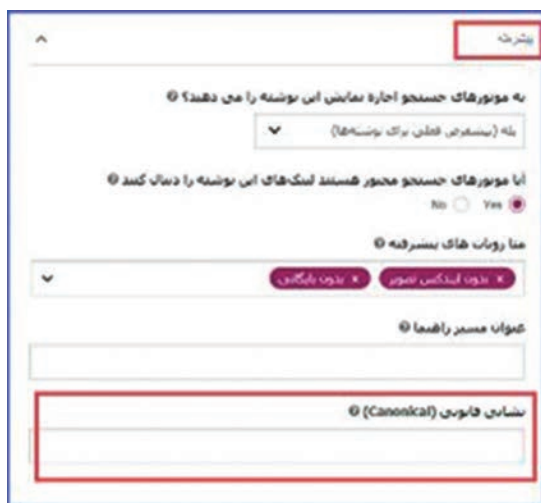 پیشرفته
به موتورهای جستجو اجازه نمایش این نوشته را می دهید؟
بله (پیشفرض فعلی برای نوشته‌ها)
آیا موتورهای جستجو مجبور هستند لینک‌های این نوشته را دنبال کنند
Yes No
متا روبات های پیشرفته
× بدون ایندکس تصویر × بدون بایگانی
عنوان مسیر راهنما
نشانی قانونی (Canonical)